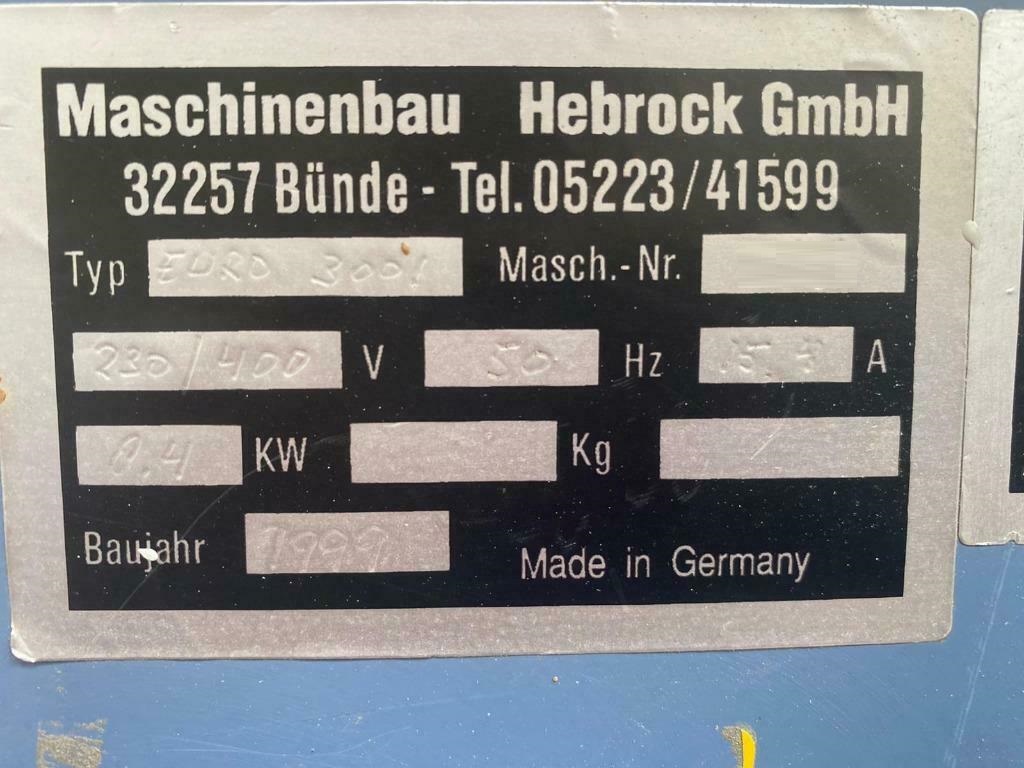 Maschinenbau Hebrock GmbH
32257 Bünde - Tel. 05223/41599
Typ EURO Masch.-Nr.
230/400 V 50 Hz A
KW Kg
Baujahr 1999
Made in Germany